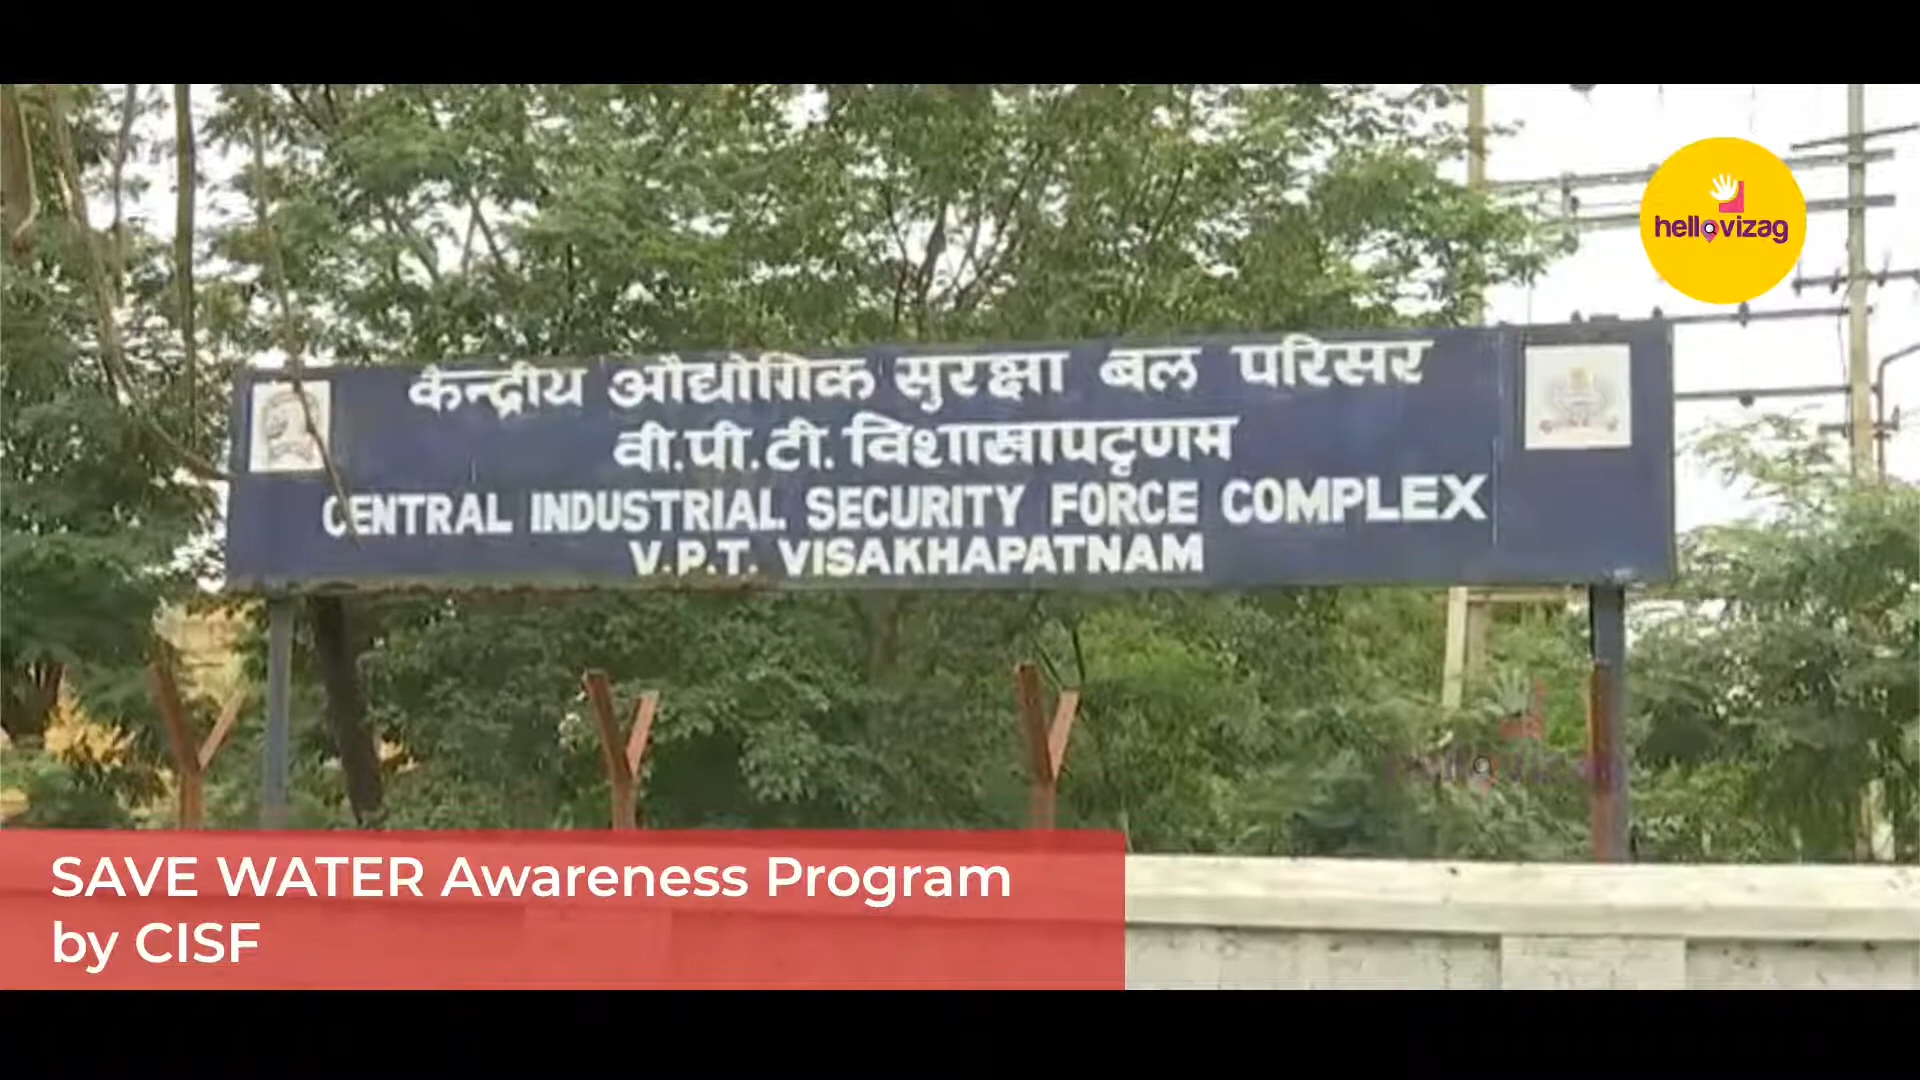 hellovizag
केन्द्रीय औद्योगिक सुरक्षा बल परिसर
वी.पी.टी. विशाखापट्टणम
CENTRAL INDUSTRIAL SECURITY FORCE COMPLEX
V.P.T. VISAKHAPATNAM
hellovizag
SAVE WATER Awareness Program
by CISF